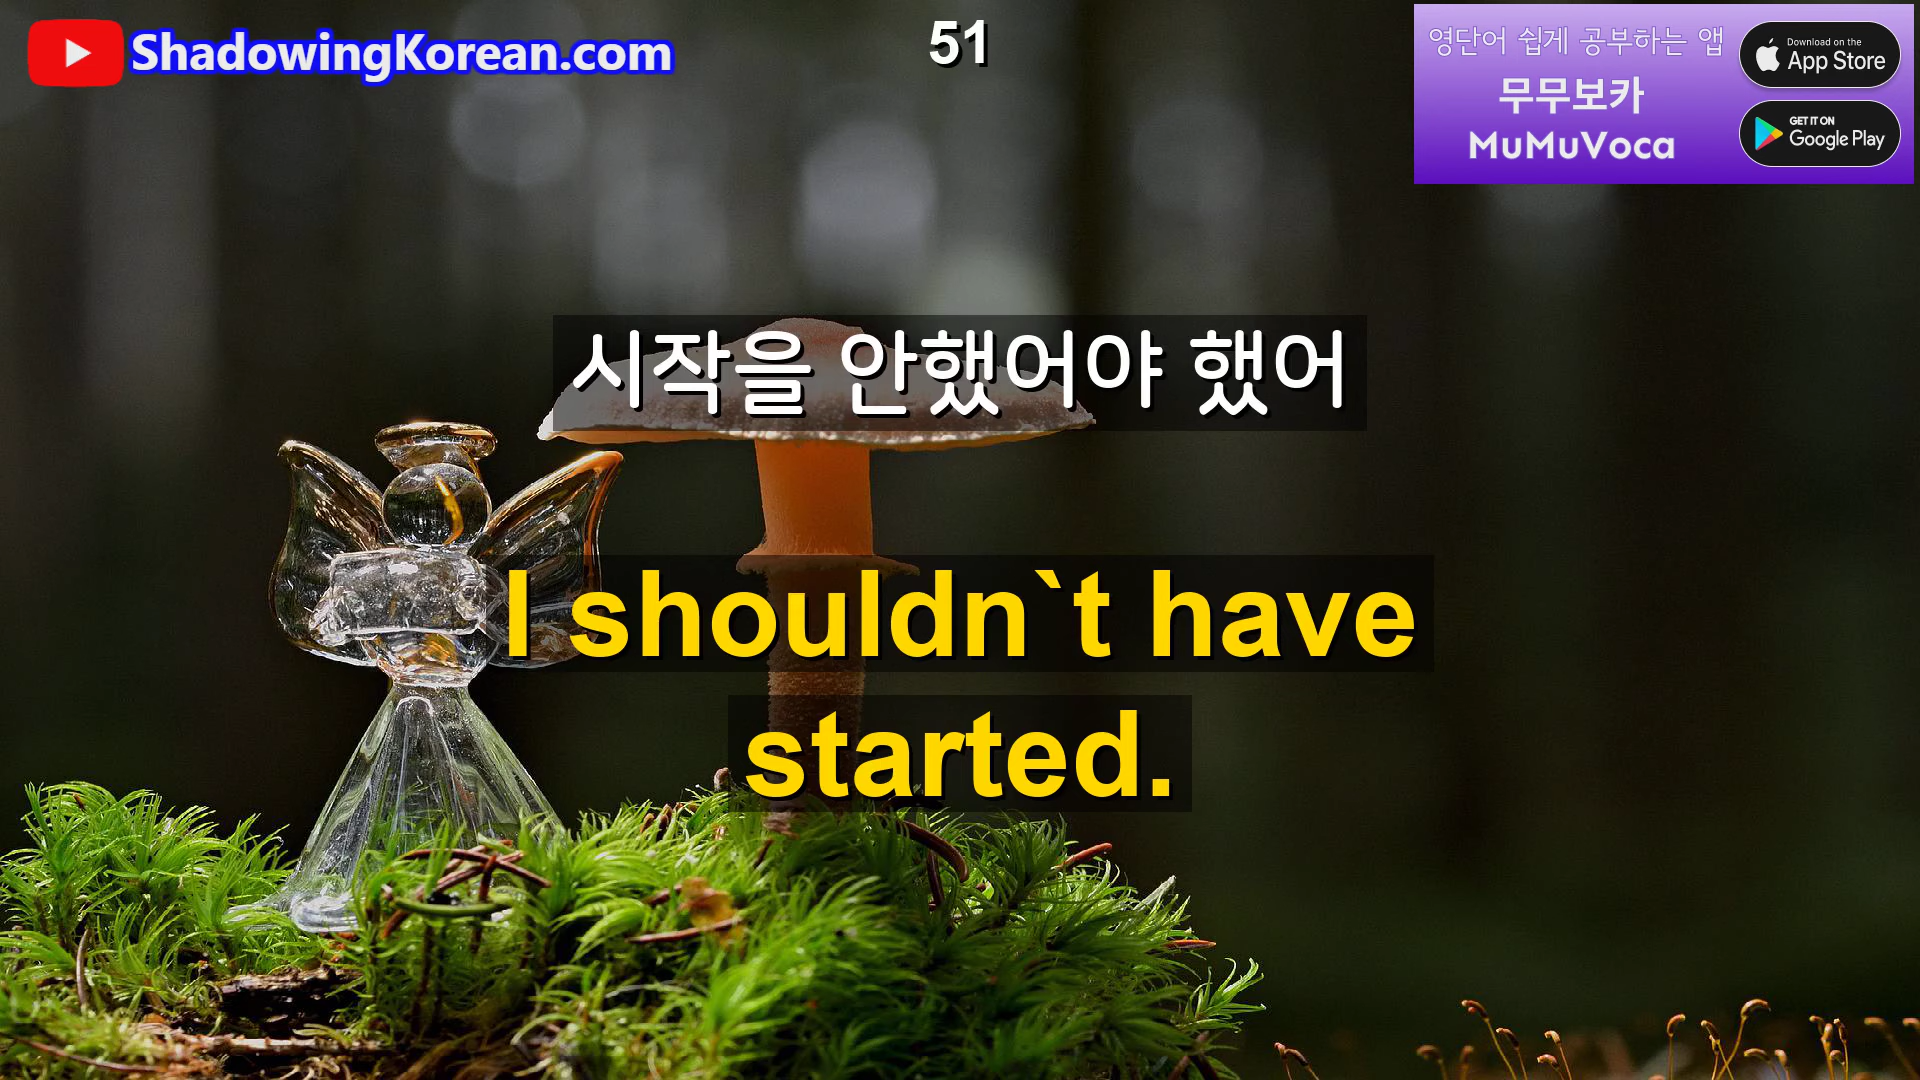 ShadowingKorean.com
51
영단어 쉽게 공부하는 앱
무무보카
MuMuVoca
Download on the
App Store
GET IT ON
Google Play
시작을 안했어야 했어
I shouldn`t have
started.